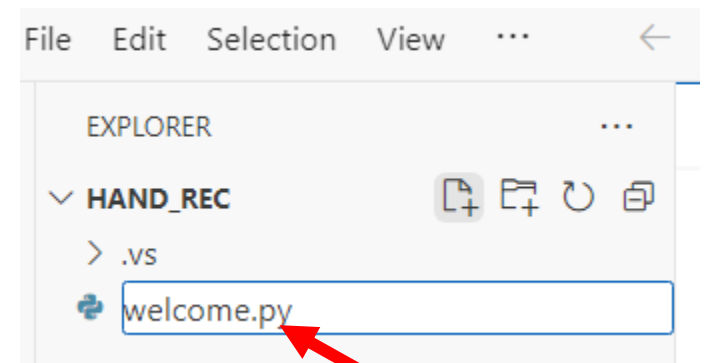 File Edit Selection View ...
EXPLORER ...
HAND_REC
.vs
welcome.py